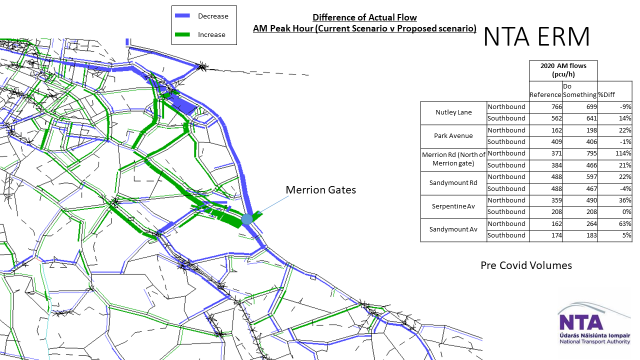 Decrease
Increase
Difference of Actual Flow
AM Peak Hour (Current Scenario v Proposed scenario)
NTA ERM
2020 AM flows
(pcu/h)
Reference Do Something %Diff
Nutley Lane Northbound 766 699 -9%
Southbound 562 641 14%
Park Avenue Northbound 162 198 22%
Southbound 409 406 -1%
Merrion Rd (North of Merrion gate) Northbound 371 795 114%
Southbound 384 466 21%
Sandymount Rd Northbound 488 597 22%
Southbound 488 467 -4%
Serpentine Av Northbound 359 490 36%
Southbound 208 208 0%
Sandymount Av Northbound 162 264 63%
Southbound 174 183 5%
Merrion Gates
Pre Covid Volumes
NTA
Údarás Náisiúnta Iompair
National Transport Authority